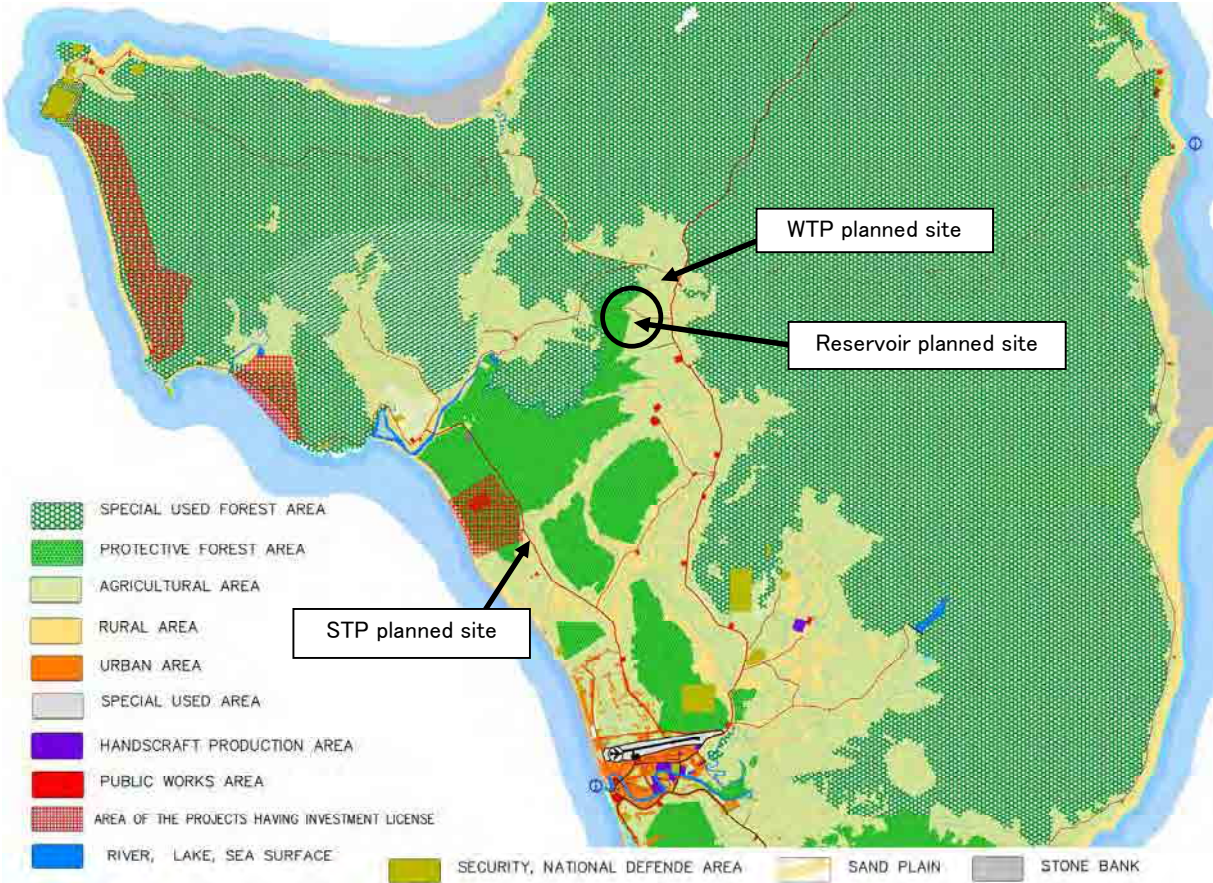 WTP planned site
Reservoir planned site
STP planned site
SPECIAL USED FOREST AREA
PROTECTIVE FOREST AREA
AGRICULTURAL AREA
RURAL AREA
URBAN AREA
SPECIAL USED AREA
HANDSCRAFT PRODUCTION AREA
PUBLIC WORKS AREA
AREA OF THE PROJECTS HAVING INVESTMENT LICENSE
RIVER, LAKE, SEA SURFACE
SECURITY, NATIONAL DEFENDE AREA
SAND PLAIN
STONE BANK